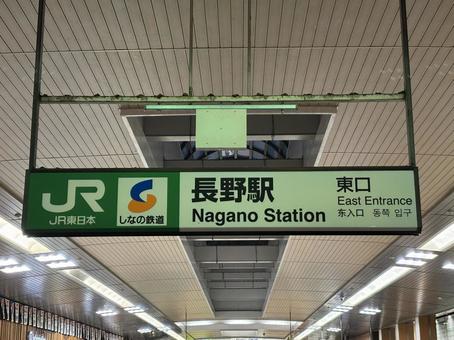 JR
JR東日本
しなの鉄道
長野駅
Nagano Station
東口
East Entrance
东入口 동쪽 입구